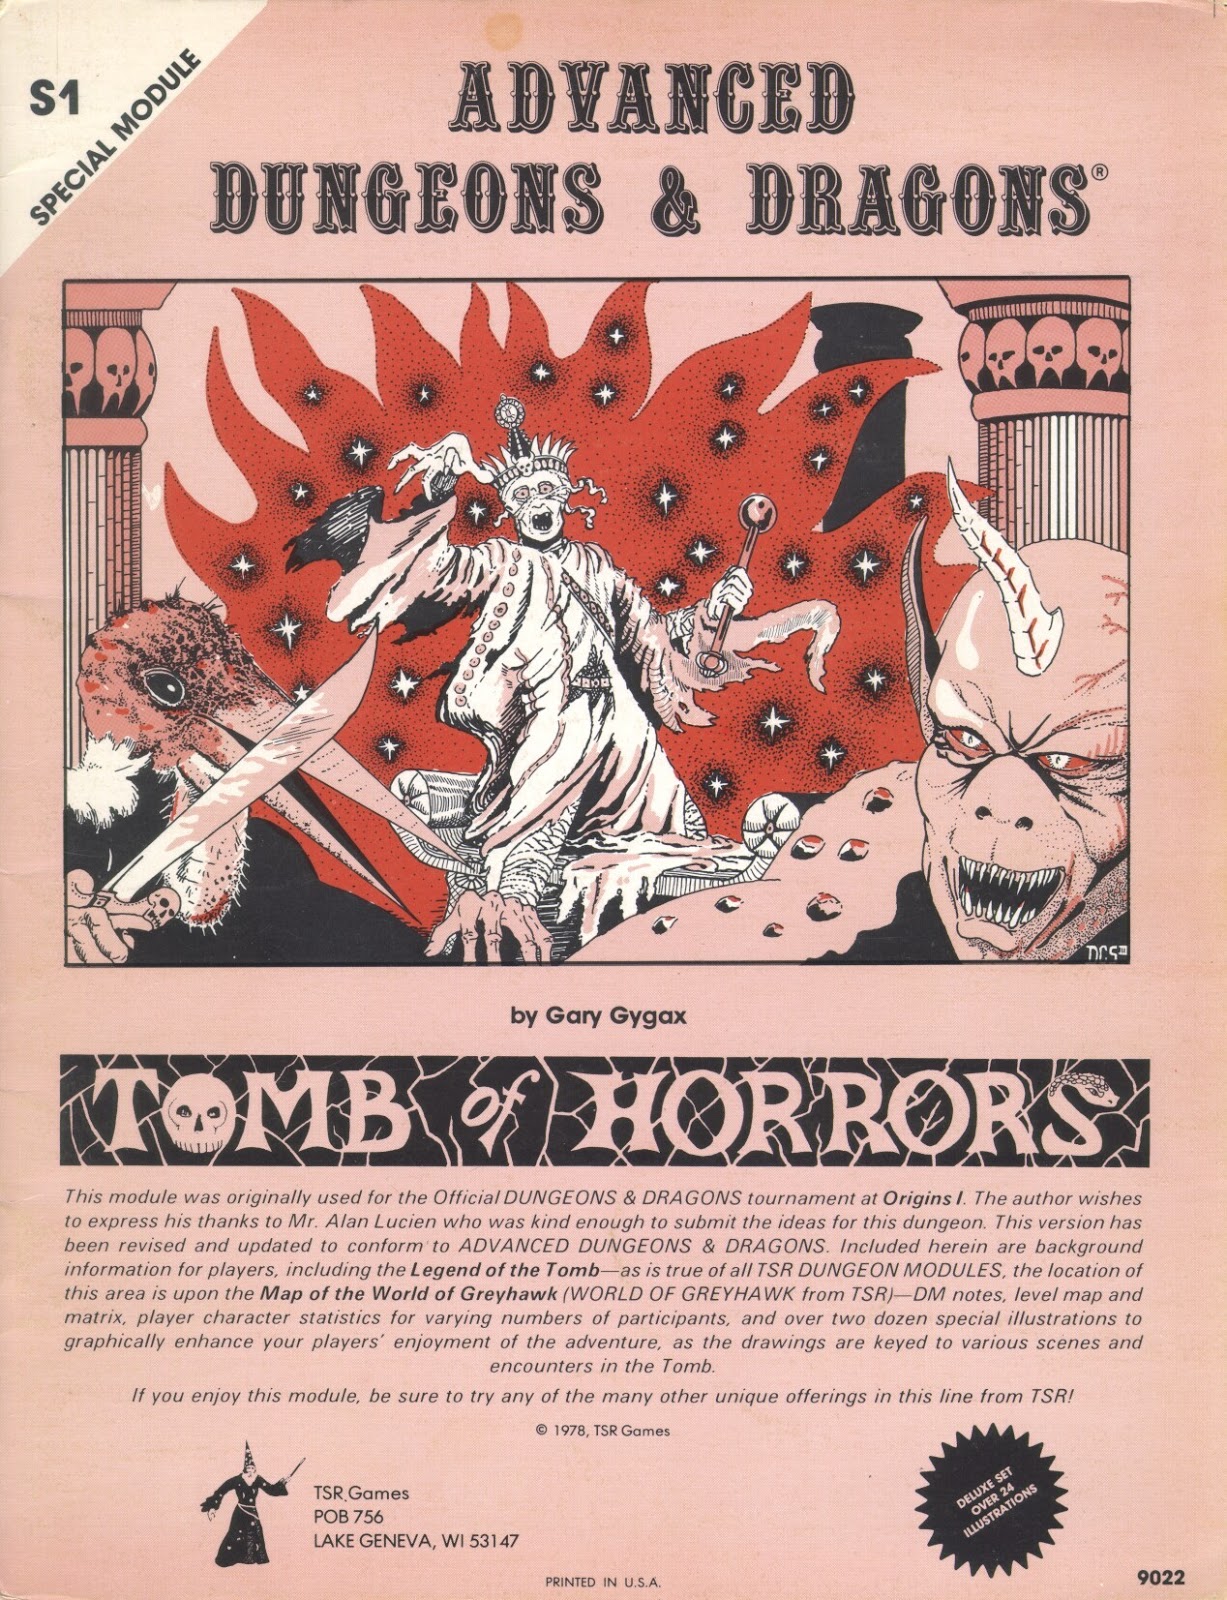 S1
SPECIAL MODULE
ADVANCED
DUNGEONS & DRAGONS®
DCS
by Gary Gygax
TOMB of HORRORS
This module was originally used for the Official DUNGEONS & DRAGONS tournament at Origins I. The author wishes
to express his thanks to Mr. Alan Lucien who was kind enough to submit the ideas for this dungeon. This version has
been revised and updated to conform to ADVANCED DUNGEONS & DRAGONS. Included herein are background
information for players, including the Legend of the Tomb—as is true of all TSR DUNGEON MODULES, the location of
this area is upon the Map of the World of Greyhawk (WORLD OF GREYHAWK from TSR)—DM notes, level map and
matrix, player character statistics for varying numbers of participants, and over two dozen special illustrations to
graphically enhance your players' enjoyment of the adventure, as the drawings are keyed to various scenes and
encounters in the Tomb.
If you enjoy this module, be sure to try any of the many other unique offerings in this line from TSR!
© 1978, TSR Games
TSR Games
POB 756
LAKE GENEVA, WI 53147
DELUXE SET
OVER 24
ILLUSTRATIONS
PRINTED IN U.S.A.
9022